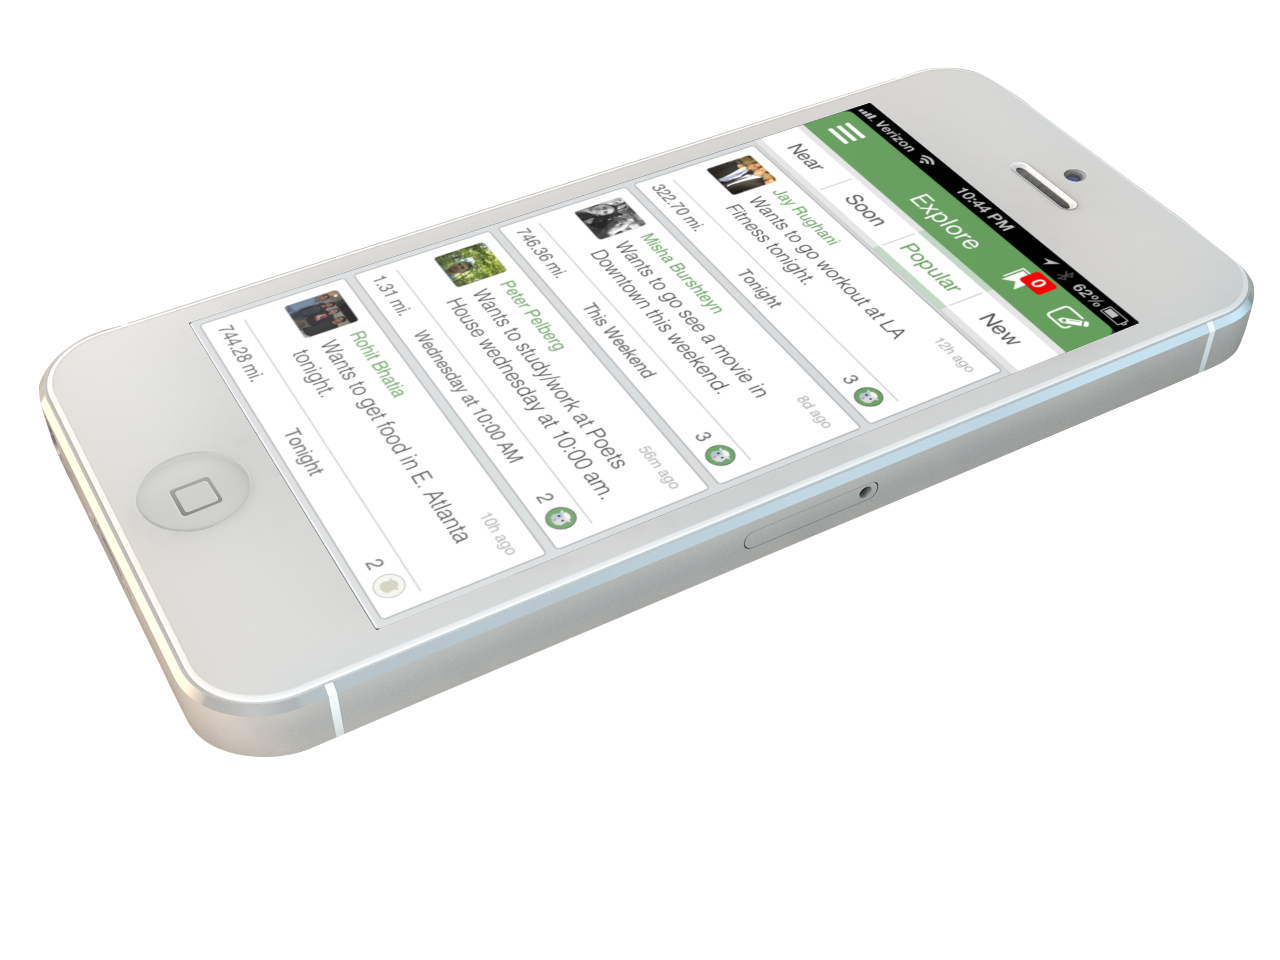 Verizon 10:44 PM 62%
Explore 0
Near Soon Popular New
Jay Rughani 12h ago
Wants to go workout at LA
Fitness tonight.
322.70 mi. Tonight 3
Misha Burshteyn 8d ago
Wants to go see a movie in
Downtown this weekend.
746.36 mi. This Weekend 3
Peter Pelberg 56m ago
Wants to study/work at Poets
House wednesday at 10:00 am.
1.31 mi. Wednesday at 10:00 AM 2
Rohit Bhatia 10h ago
Wants to get food in E. Atlanta
tonight.
744.28 mi. Tonight 2